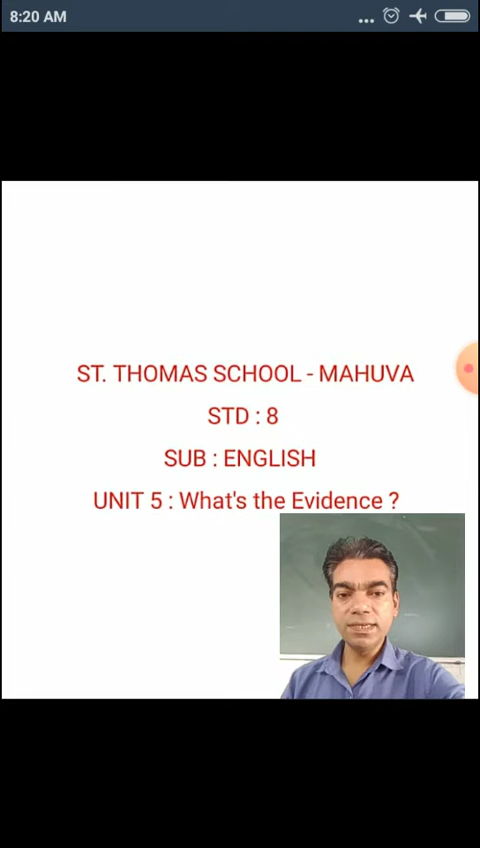 8:20 AM
ST. THOMAS SCHOOL - MAHUVA
STD : 8
SUB : ENGLISH
UNIT 5 : What's the Evidence ?